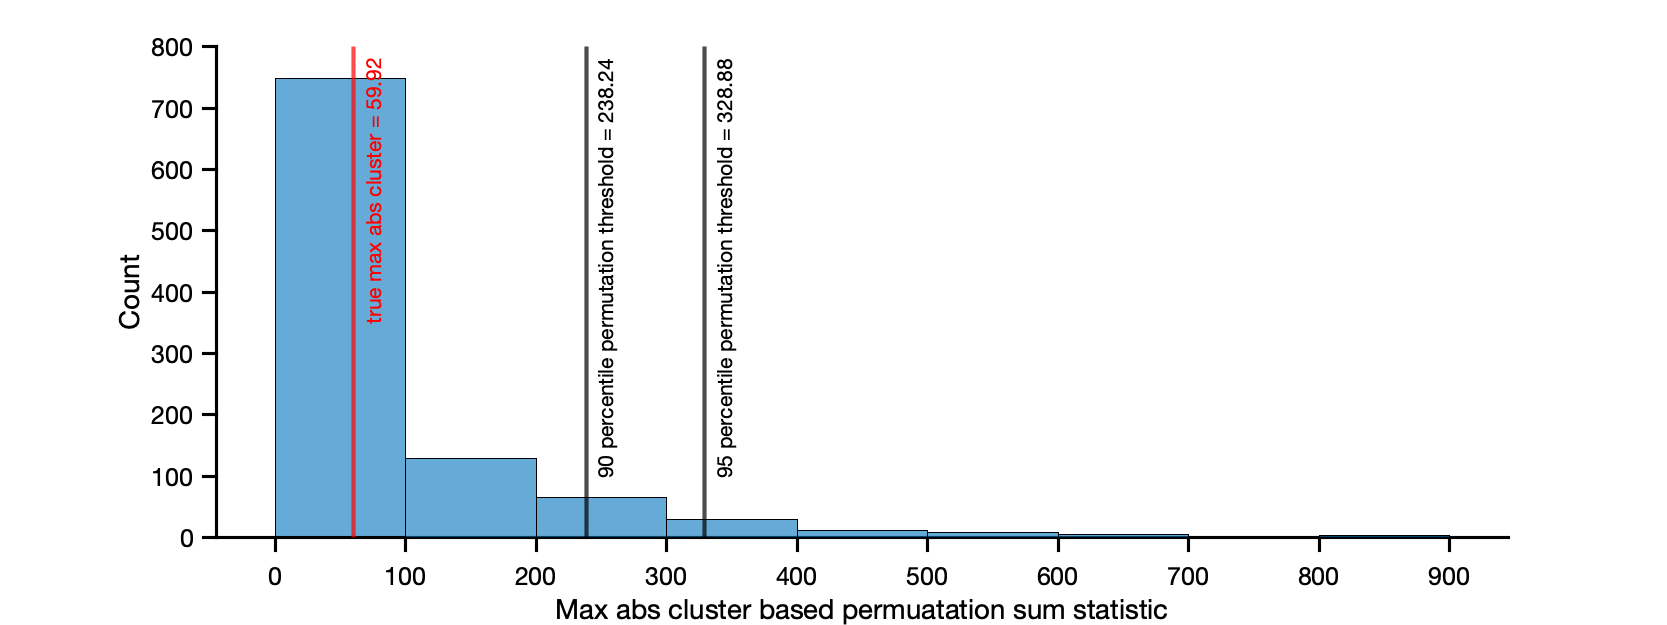 800
700
600
500
400
300
200
100
0
Count
true max abs cluster = 59.92
90 percentile permutation threshold = 238.24
95 percentile permutation threshold = 328.88
0 100 200 300 400 500 600 700 800 900
Max abs cluster based permuatation sum statistic